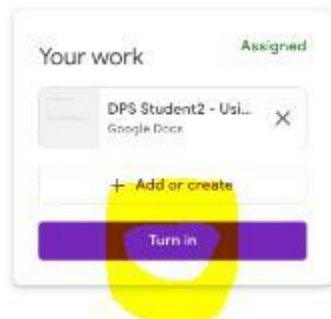 Your work
Assigned
DPS Student2 - Usi...
Google Docs
+ Add or create
Turn in